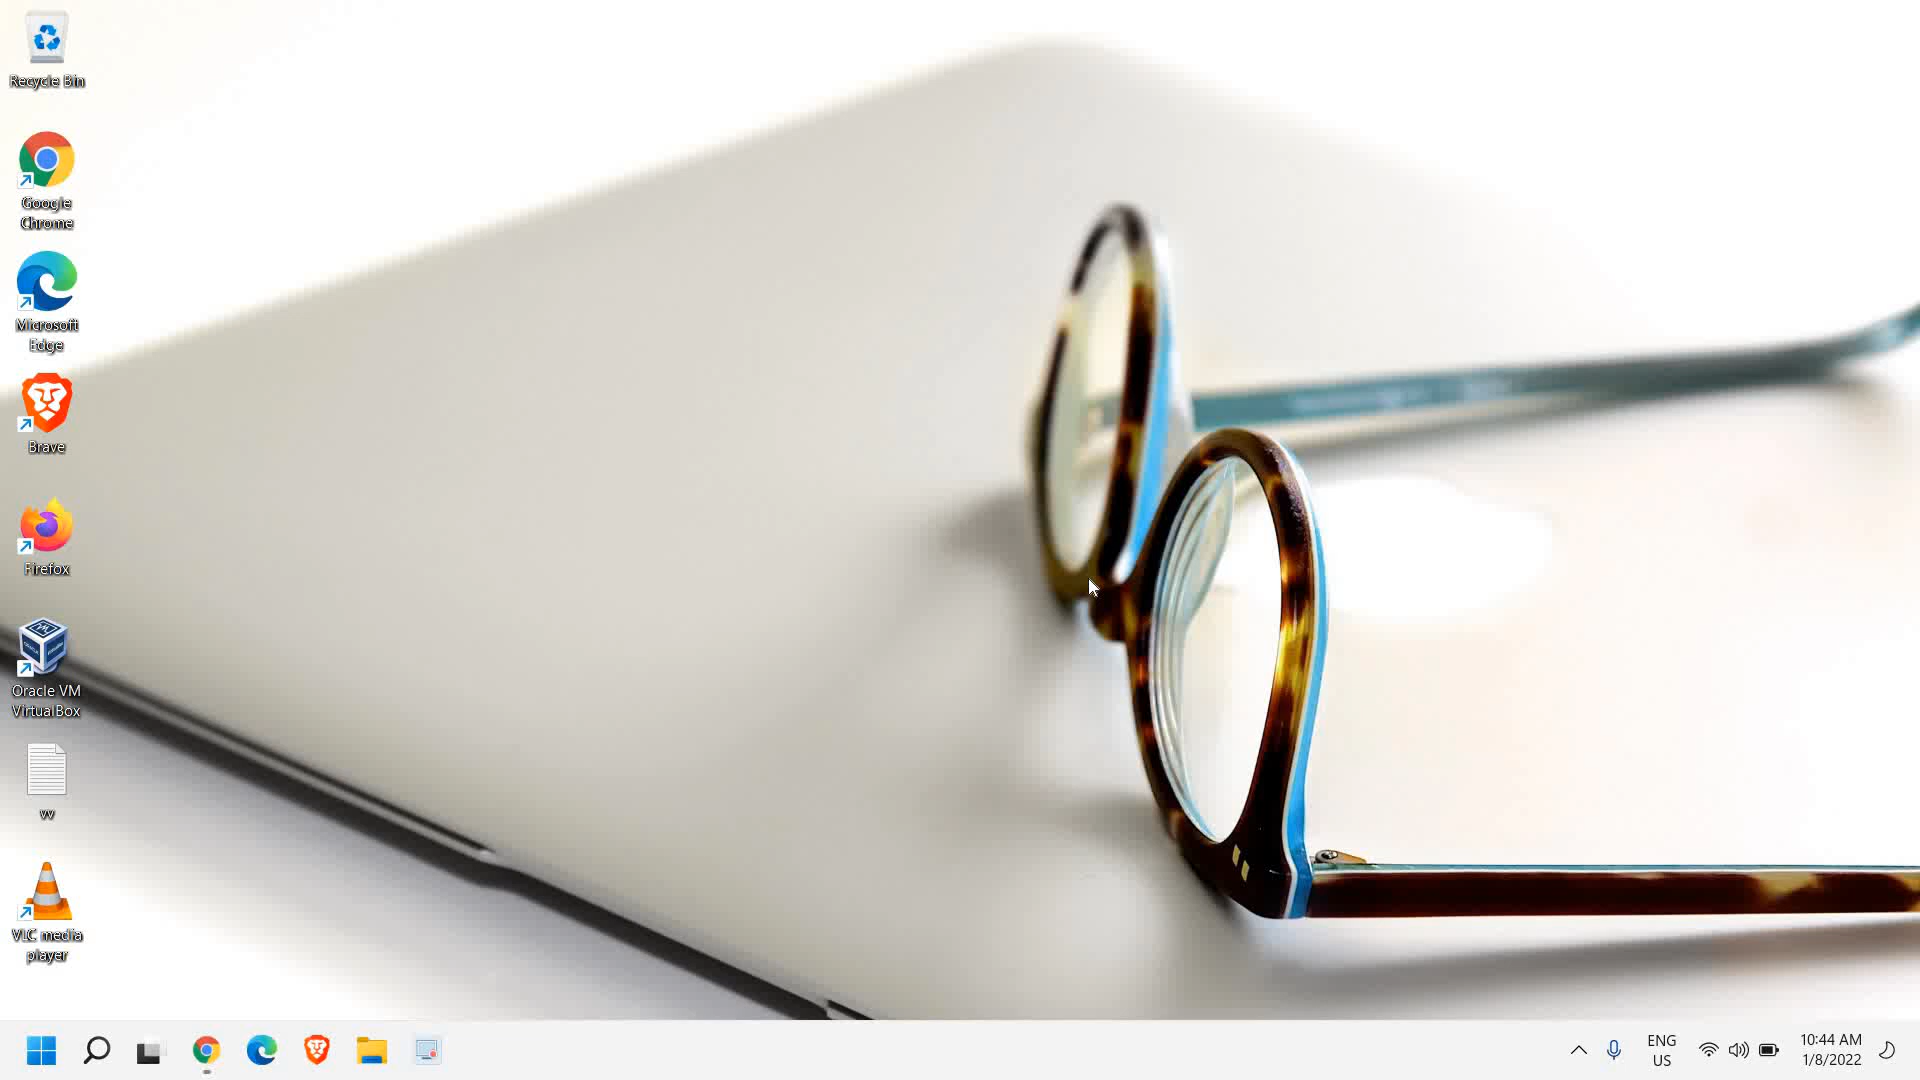 Recycle Bin
Google
Chrome
Microsoft
Edge
Brave
Firefox
Oracle VM
VirtualBox
vv
VLC media
player
ENG
US
10:44 AM
1/8/2022